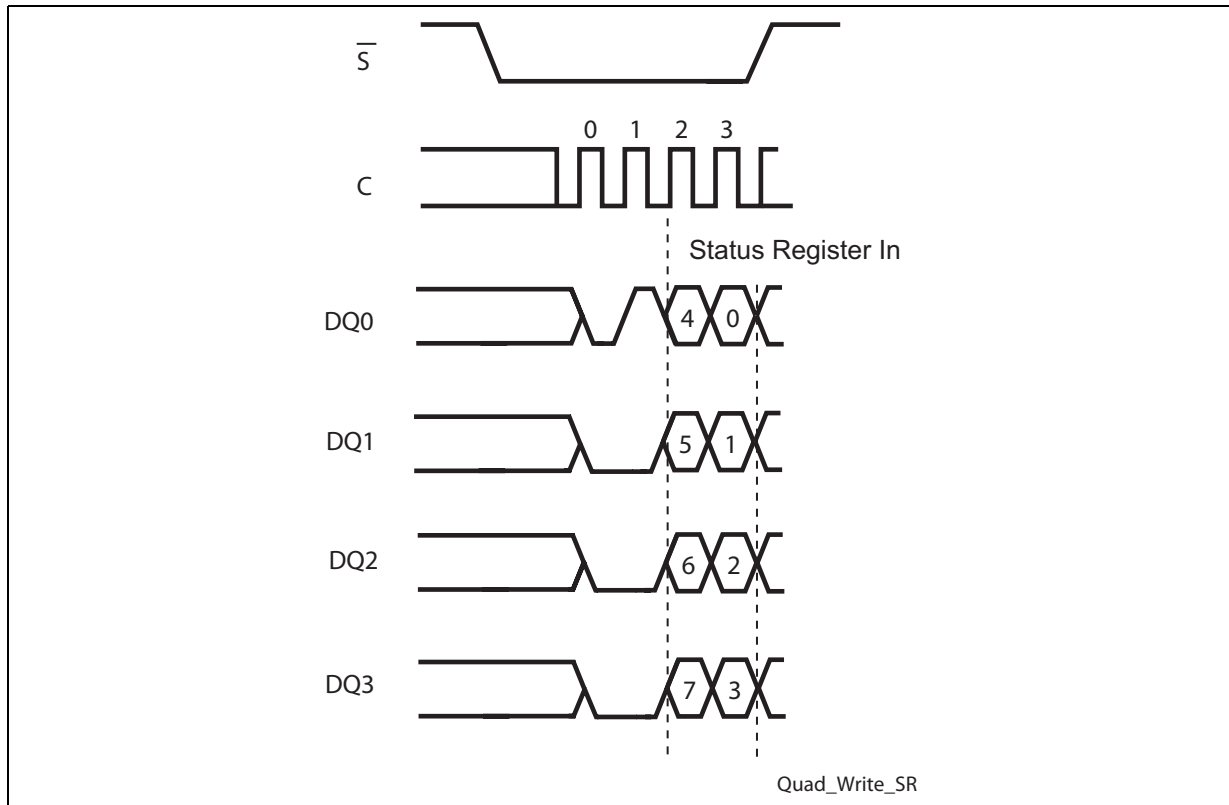 S̅
0 1 2 3
C
Status Register In
DQ0
4 0
DQ1
5 1
DQ2
6 2
DQ3
7 3
Quad_Write_SR